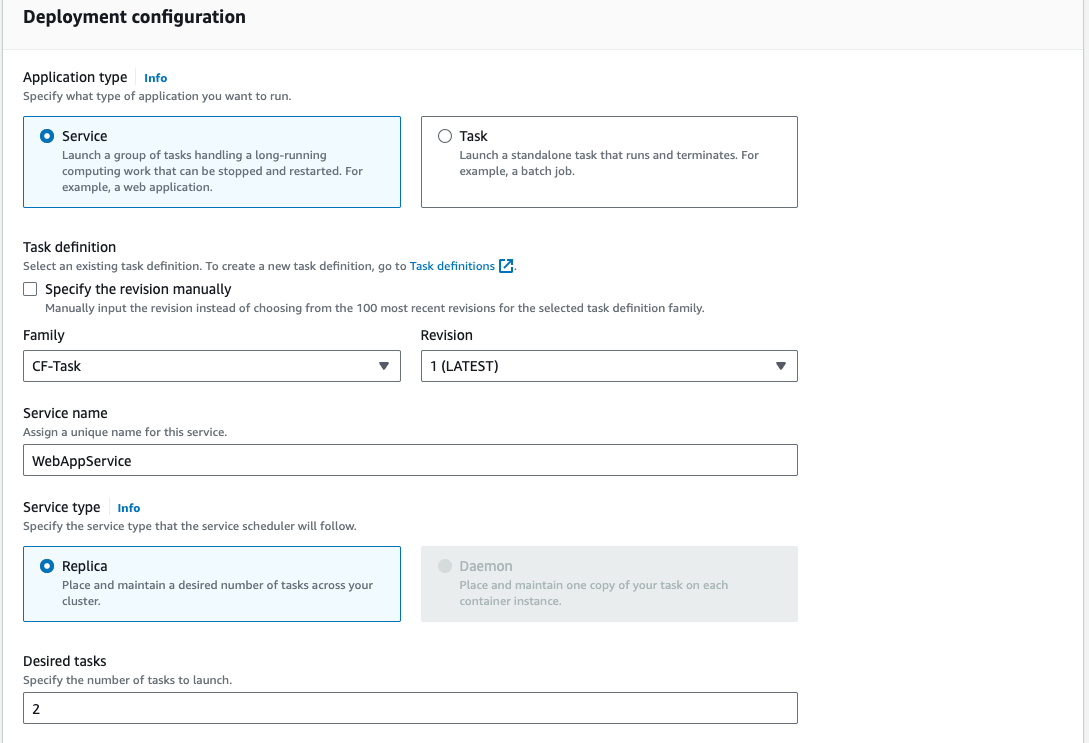 Deployment configuration
Application type Info
Specify what type of application you want to run.
Service
Launch a group of tasks handling a long-running
computing work that can be stopped and restarted. For
example, a web application.
Task
Launch a standalone task that runs and terminates. For
example, a batch job.
Task definition
Select an existing task definition. To create a new task definition, go to Task definitions.
Specify the revision manually
Manually input the revision instead of choosing from the 100 most recent revisions for the selected task definition family.
Family
CF-Task
Revision
1 (LATEST)
Service name
Assign a unique name for this service.
WebAppService
Service type Info
Specify the service type that the service scheduler will follow.
Replica
Place and maintain a desired number of tasks across your
cluster.
Daemon
Place and maintain one copy of your task on each
container instance.
Desired tasks
Specify the number of tasks to launch.
2